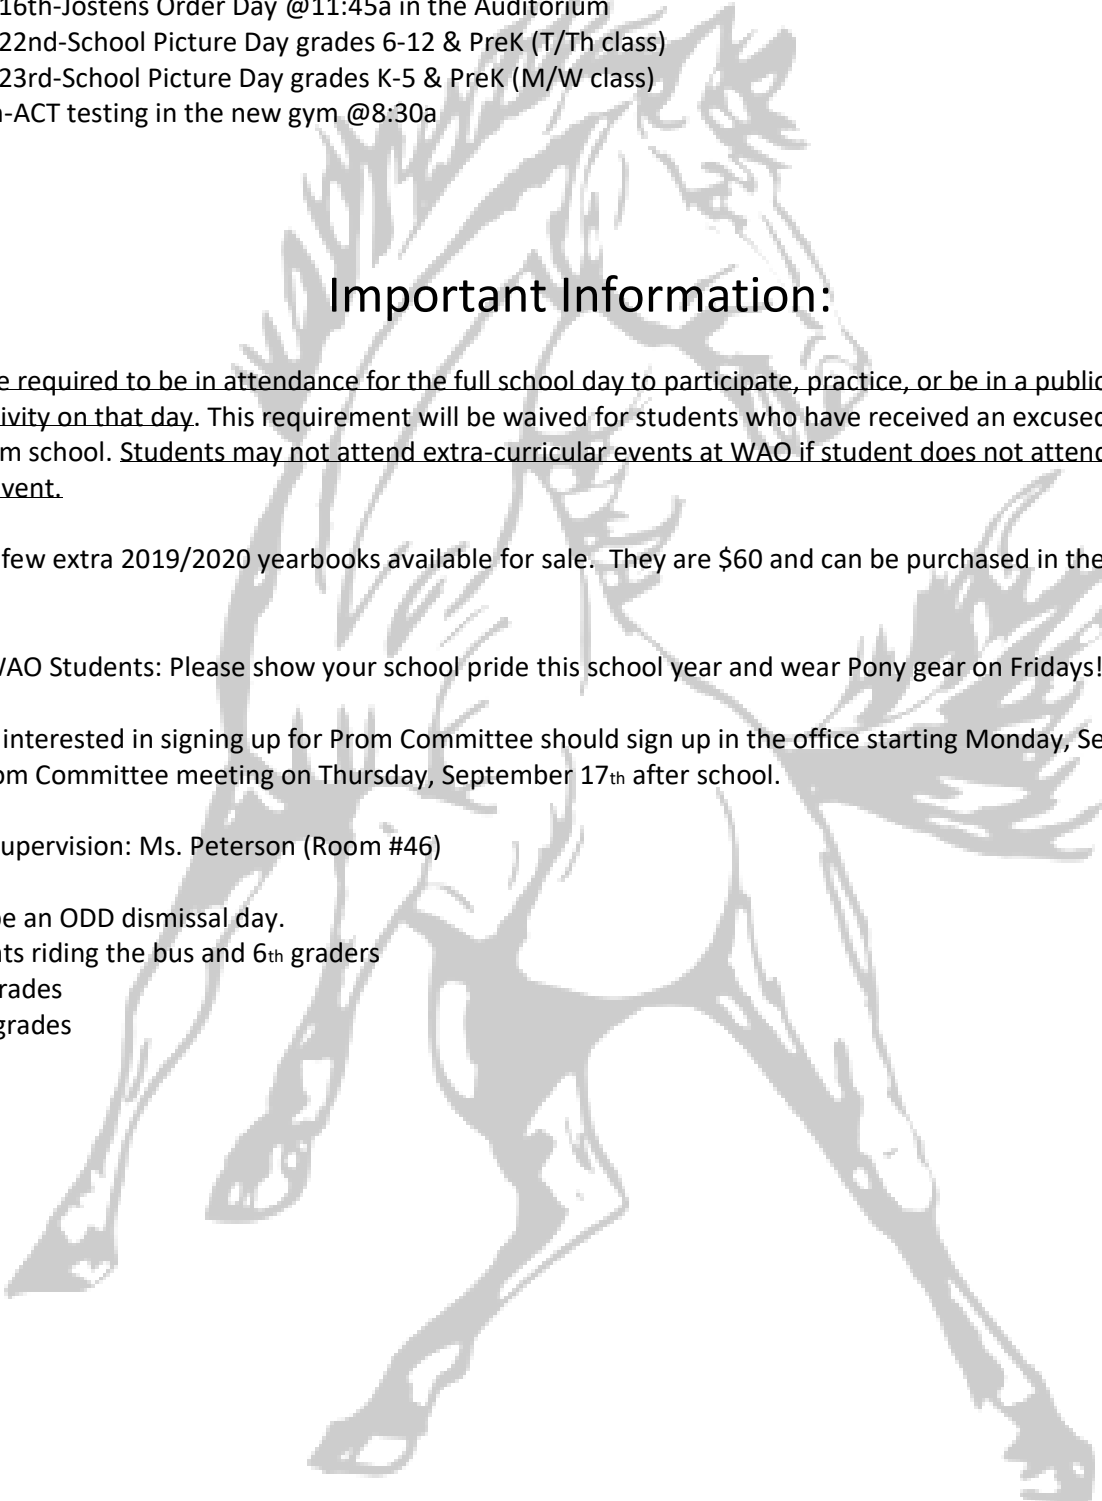 16th-Jostens Order Day @11:45a in the Auditorium
22nd-School Picture Day grades 6-12 & PreK (T/Th class)
23rd-School Picture Day grades K-5 & PreK (M/W class)
-ACT testing in the new gym @8:30a
Important Information:
required to be in attendance for the full school day to participate, practice, or be in a public
on that day. This requirement will be waived for students who have received an excused
school. Students may not attend extra-curricular events at WAO if student does not attend
few extra 2019/2020 yearbooks available for sale. They are $60 and can be purchased in the
WAO Students: Please show your school pride this school year and wear Pony gear on Fridays!
interested in signing up for Prom Committee should sign up in the office starting Monday, Se
Committee meeting on Thursday, September 17th after school.
upervision: Ms. Peterson (Room #46)
be an ODD dismissal day.
riding the bus and 6th graders
rades
grades